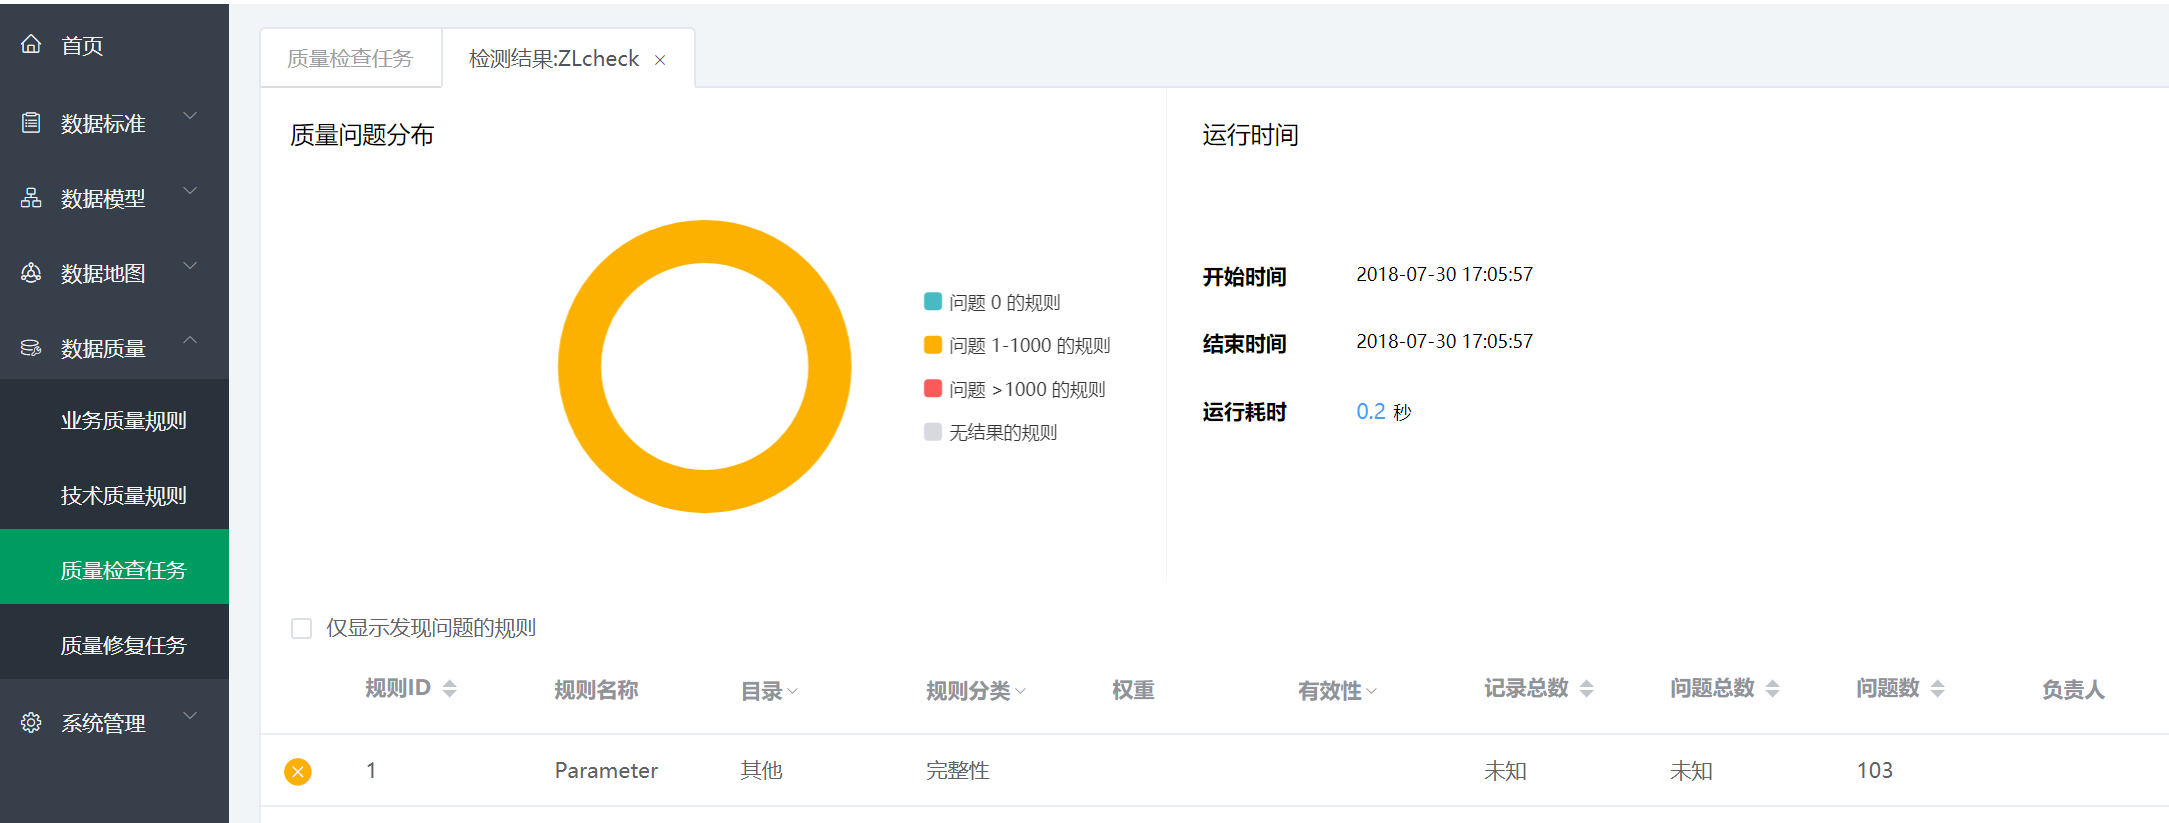 首页
数据标准
数据模型
数据地图
数据质量
业务质量规则
技术质量规则
质量检查任务
质量修复任务
系统管理
质量检查任务
检测结果:ZLcheck ×
质量问题分布
问题 0 的规则
问题 1-1000 的规则
问题 >1000 的规则
无结果的规则
运行时间
开始时间 2018-07-30 17:05:57
结束时间 2018-07-30 17:05:57
运行耗时 0.2 秒
仅显示发现问题的规则
规则ID 规则名称 目录 规则分类 权重 有效性 记录总数 问题总数 问题数 负责人
1 Parameter 其他 完整性 未知 未知 103